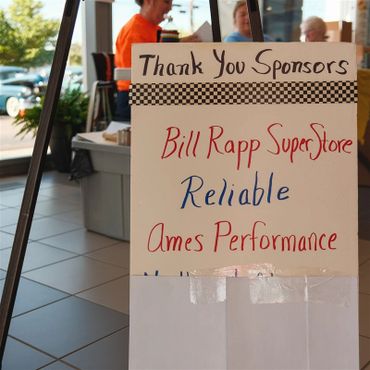 Thank You Sponsors
Bill Rapp SuperStore
Reliable
Ames Performance